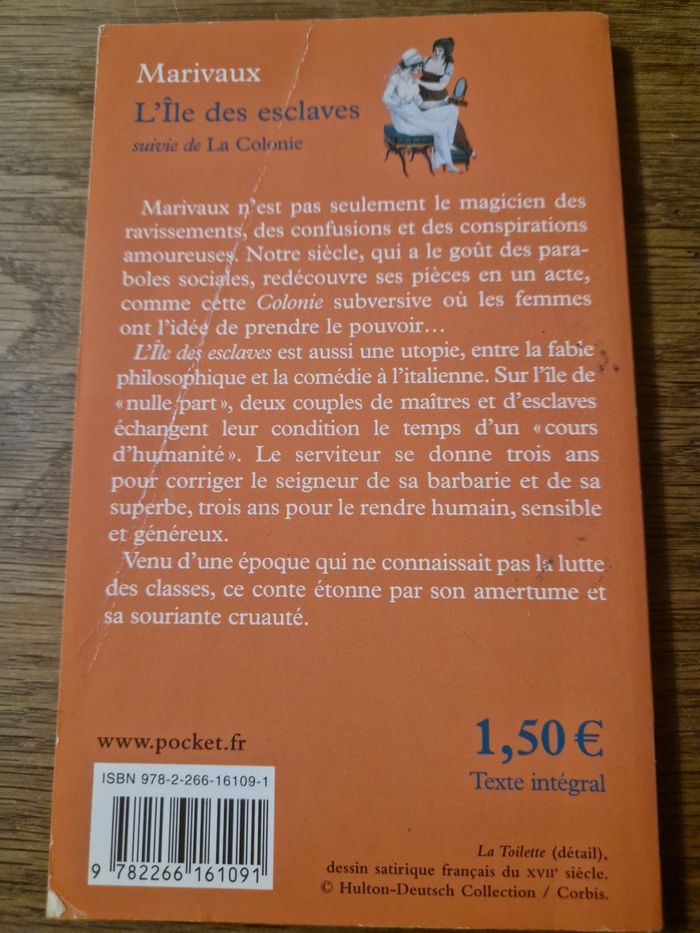 Marivaux
L'Île des esclaves
suivie de La Colonie
Marivaux n'est pas seulement le magicien des
ravissements, des confusions et des conspirations
amoureuses. Notre siècle, qui a le goût des para-
boles sociales, redécouvre ses pièces en un acte,
comme cette Colonie subversive où les femmes
ont l'idée de prendre le pouvoir…
L'Île des esclaves est aussi une utopie, entre la fable
philosophique et la comédie à l'italienne. Sur l'île de
« nulle part », deux couples de maîtres et d'esclaves
échangent leur condition le temps d'un « cours
d'humanité ». Le serviteur se donne trois ans
pour corriger le seigneur de sa barbarie et de sa
superbe, trois ans pour le rendre humain, sensible
et généreux.
Venu d'une époque qui ne connaissait pas la lutte
des classes, ce conte étonne par son amertume et
sa souriante cruauté.
www.pocket.fr
1,50 €
Texte intégral
ISBN 978-2-266-16109-1
9 782266 161091
La Toilette (détail),
dessin satirique français du XVIIe siècle.
© Hulton-Deutsch Collection / Corbis.